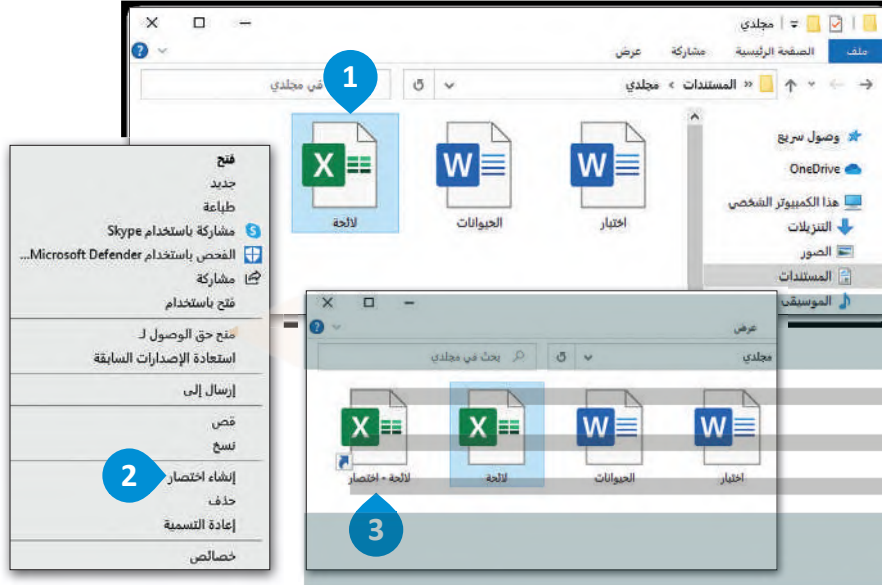 مجلدي
ملف
الصفحة الرئيسية
مشاركة
عرض
المستندات
مجلدي
في مجلدي
1
وصول سريع
OneDrive
هذا الكمبيوتر الشخصي
التنزيلات
الصور
المستندات
الموسيقى
اختبار
الحيوانات
لائحة
فتح
جديد
طباعة
مشاركة باستخدام Skype
الفحص باستخدام Microsoft Defender...
مشاركة
فتح باستخدام
منح حق الوصول لـ
استعادة الإصدارات السابقة
إرسال إلى
قص
نسخ
إنشاء اختصار
2
حذف
إعادة التسمية
خصائص
عرض
مجلدي
بحث في مجلدي
اختبار
الحيوانات
لائحة
لائحة - اختصار
3